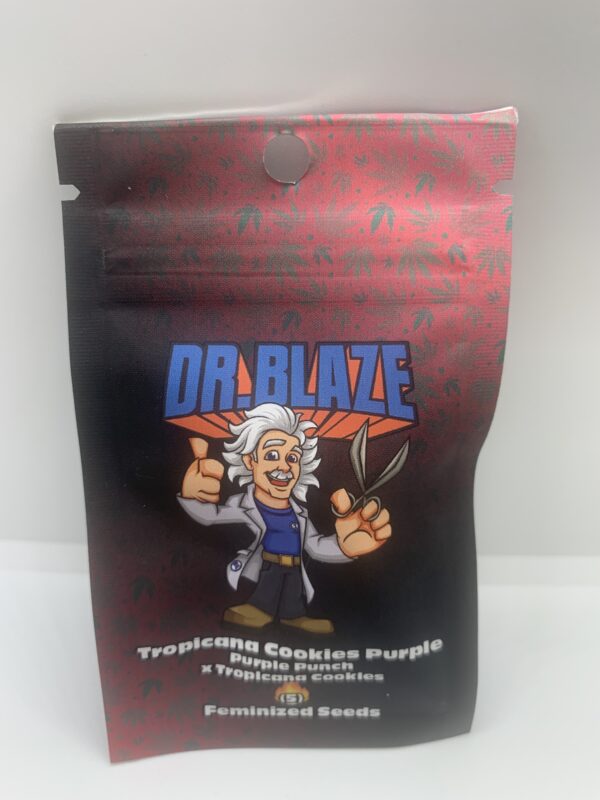 DR.BLAZE
Tropicana Cookies Purple
Purple Punch
x Tropicana Cookies
(5)
Feminized Seeds